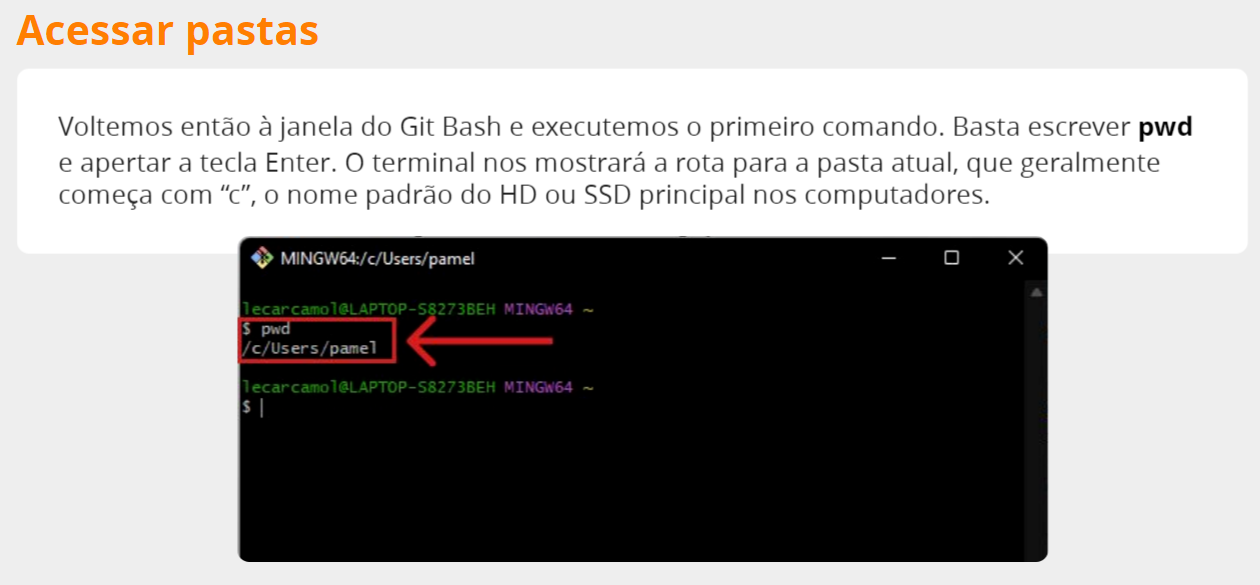 Acessar pastas
Voltemos então à janela do Git Bash e executemos o primeiro comando. Basta escrever pwd
e apertar a tecla Enter. O terminal nos mostrará a rota para a pasta atual, que geralmente
começa com “c”, o nome padrão do HD ou SSD principal nos computadores.
MINGW64:/c/Users/pamel
lecarcamol@LAPTOP-S8273BEH MINGW64 ~
$ pwd
/c/Users/pamel
lecarcamol@LAPTOP-S8273BEH MINGW64 ~
$